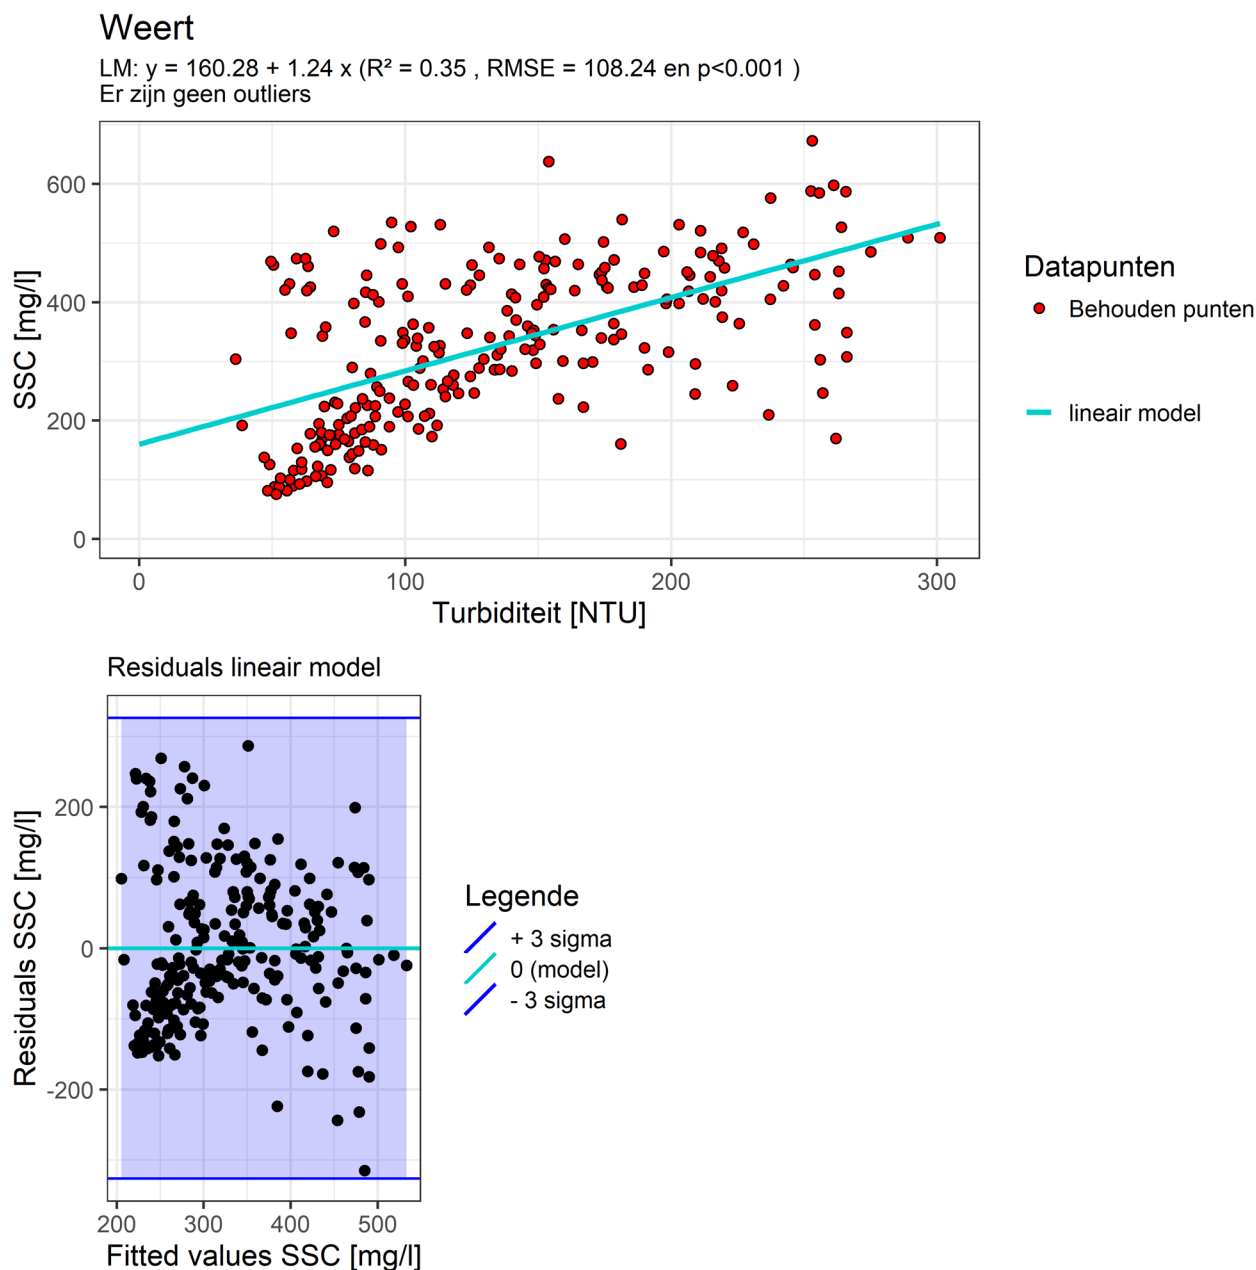 Weert
LM: y = 160.28 + 1.24 x (R² = 0.35 , RMSE = 108.24 en p<0.001 )
Er zijn geen outliers
SSC [mg/l]
600
400
200
0
0 100 200 300
Turbiditeit [NTU]
Datapunten
Behouden punten
lineair model
Residuals lineair model
Residuals SSC [mg/l]
200
0
-200
200 300 400 500
Fitted values SSC [mg/l]
Legende
+ 3 sigma
0 (model)
- 3 sigma